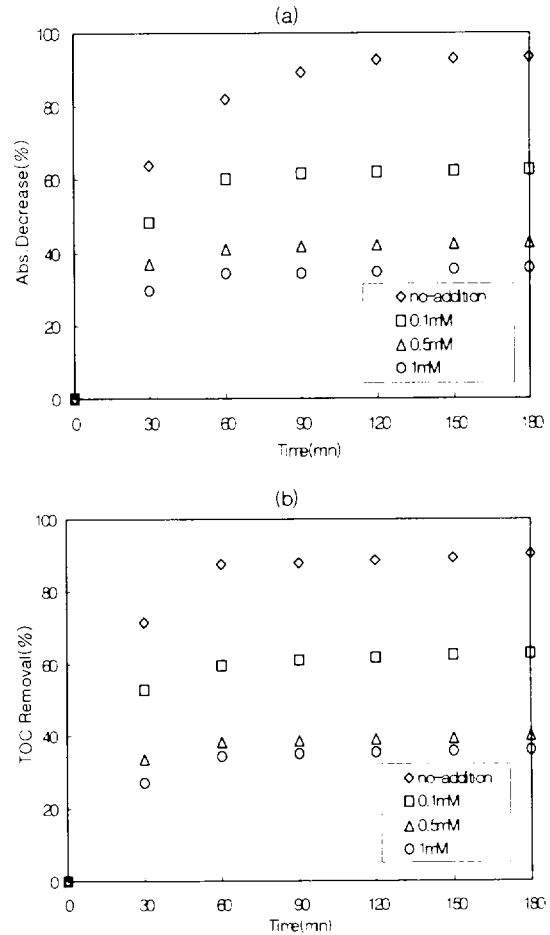 (a)
100
80
60
40
20
0
Abs.Decrease(%)
◇ no-addition
□ 0.1mM
△ 0.5mM
○ 1mM
0 30 60 90 120 150 180
Time(min)
(b)
100
80
60
40
20
0
TOC Removal(%)
◇ no-addition
□ 0.1mM
△ 0.5mM
○ 1mM
0 30 60 90 120 150 180
Time(min)